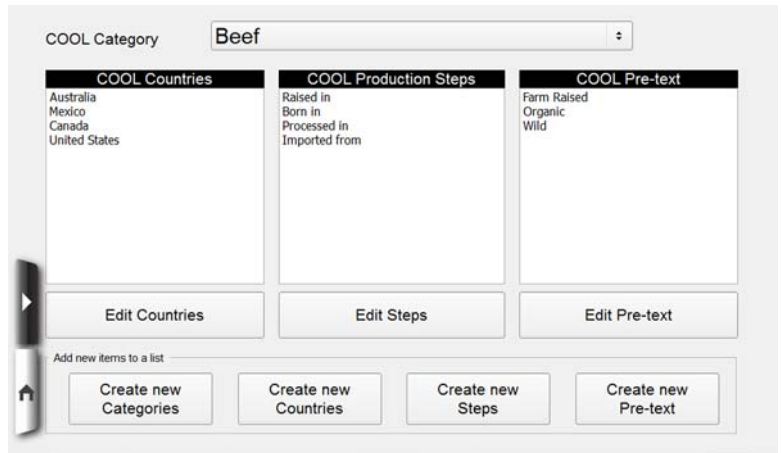 COOL Category
Beef
COOL Countries
Australia
Mexico
Canada
United States
COOL Production Steps
Raised in
Born in
Processed in
Imported from
COOL Pre-text
Farm Raised
Organic
Wild
Edit Countries
Edit Steps
Edit Pre-text
Add new items to a list
Create new
Categories
Create new
Countries
Create new
Steps
Create new
Pre-text